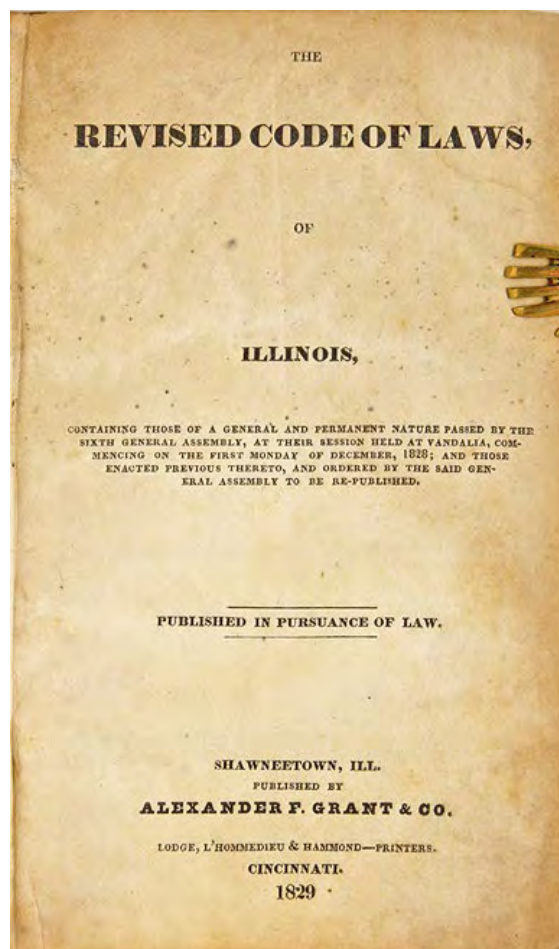 THE
REVISED CODE OF LAWS,
OF
ILLINOIS,
CONTAINING THOSE OF A GENERAL AND PERMANENT NATURE PASSED BY THE
SIXTH GENERAL ASSEMBLY, AT THEIR SESSION HELD AT VANDALIA, COM-
MENCING ON THE FIRST MONDAY OF DECEMBER, 1828; AND THOSE
ENACTED PREVIOUS THERETO, AND ORDERED BY THE SAID GEN-
ERAL ASSEMBLY TO BE RE-PUBLISHED.
PUBLISHED IN PURSUANCE OF LAW.
SHAWNEETOWN, ILL.
PUBLISHED BY
ALEXANDER F. GRANT & CO.
LODGE, L'HOMMEDIEU & HAMMOND—PRINTERS.
CINCINNATI.
1829